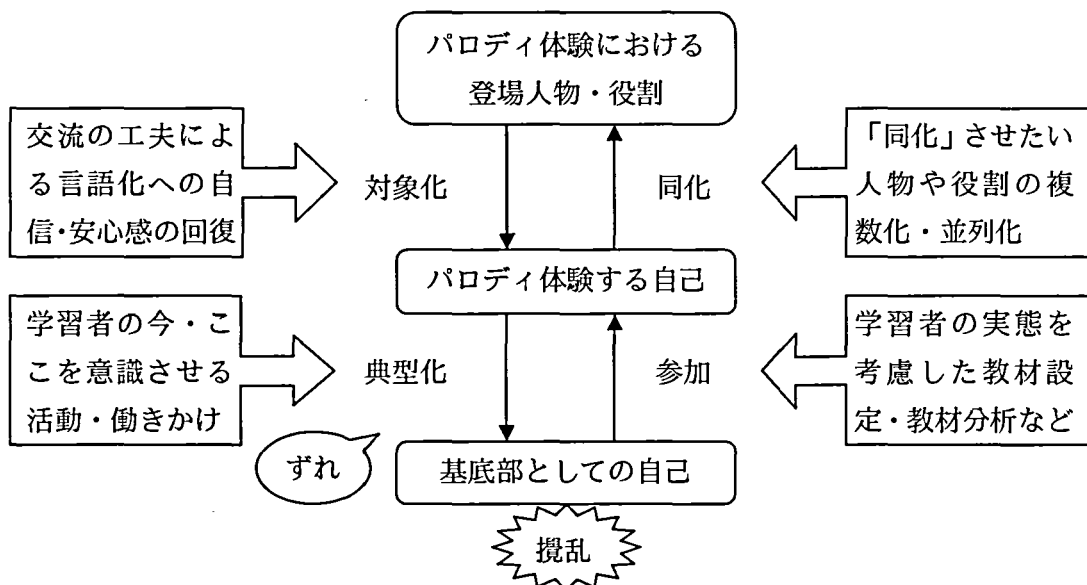 パロディ体験における
登場人物・役割
交流の工夫によ
る言語化への自
信・安心感の回復
対象化
同化
「同化」させたい
人物や役割の複
数化・並列化
パロディ体験する自己
学習者の今・こ
こを意識させる
活動・働きかけ
典型化
参加
学習者の実態を
考慮した教材設
定・教材分析など
ずれ
基底部としての自己
攪乱